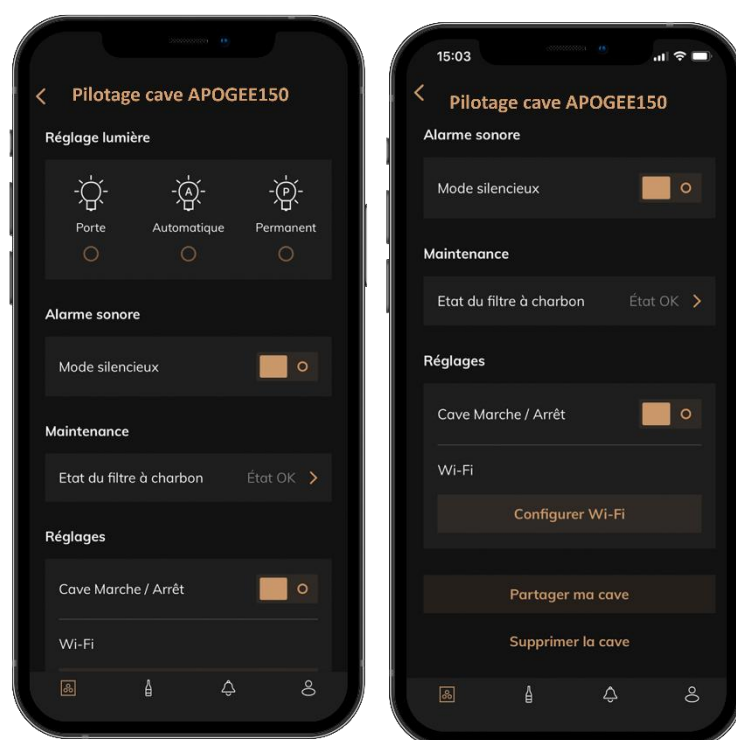 Pilotage cave APOGEE150
Réglage lumière
A
P
Porte Automatique Permanent
Alarme sonore
Mode silencieux
Maintenance
Etat du filtre à charbon État OK
Réglages
Cave Marche / Arrêt
Wi-Fi
15:03
Pilotage cave APOGEE150
Alarme sonore
Mode silencieux
Maintenance
Etat du filtre à charbon État OK
Réglages
Cave Marche / Arrêt
Wi-Fi
Configurer Wi-Fi
Partager ma cave
Supprimer la cave